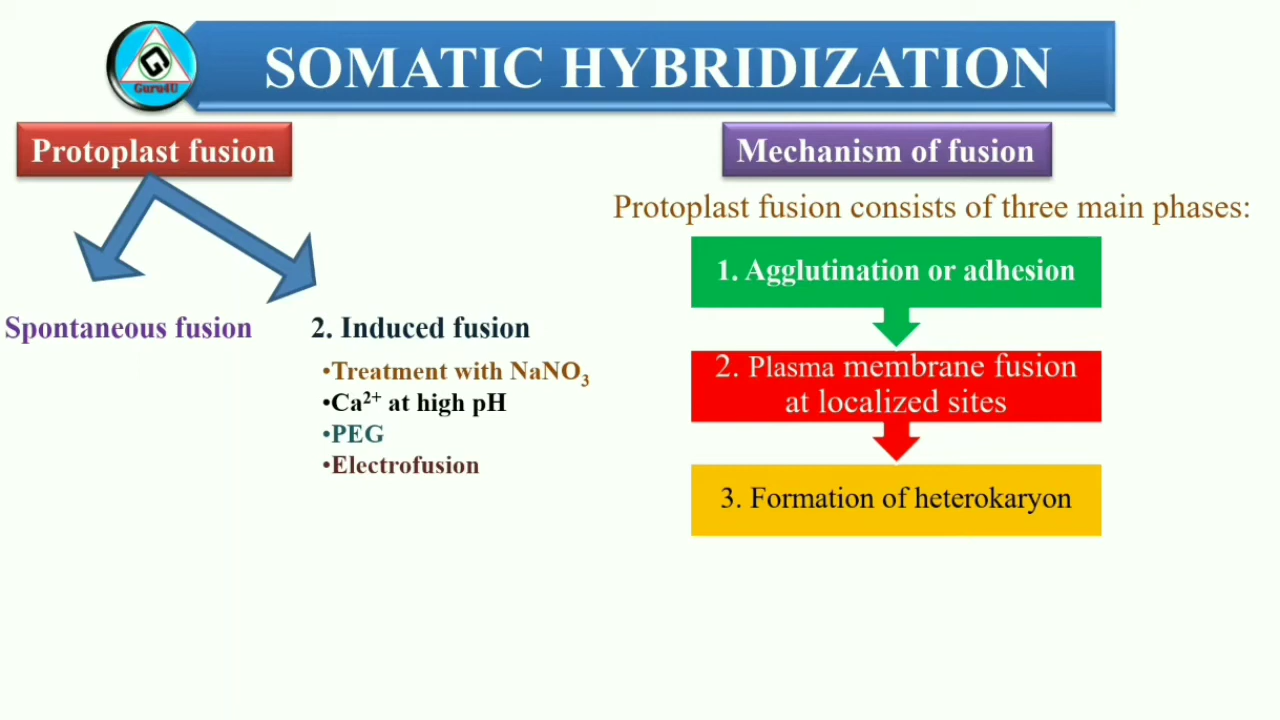 SOMATIC HYBRIDIZATION
Guru4U
Protoplast fusion
Spontaneous fusion
2. Induced fusion
•Treatment with NaNO₃
•Ca²⁺ at high pH
•PEG
•Electrofusion
Mechanism of fusion
Protoplast fusion consists of three main phases:
1. Agglutination or adhesion
2. Plasma membrane fusion
at localized sites
3. Formation of heterokaryon